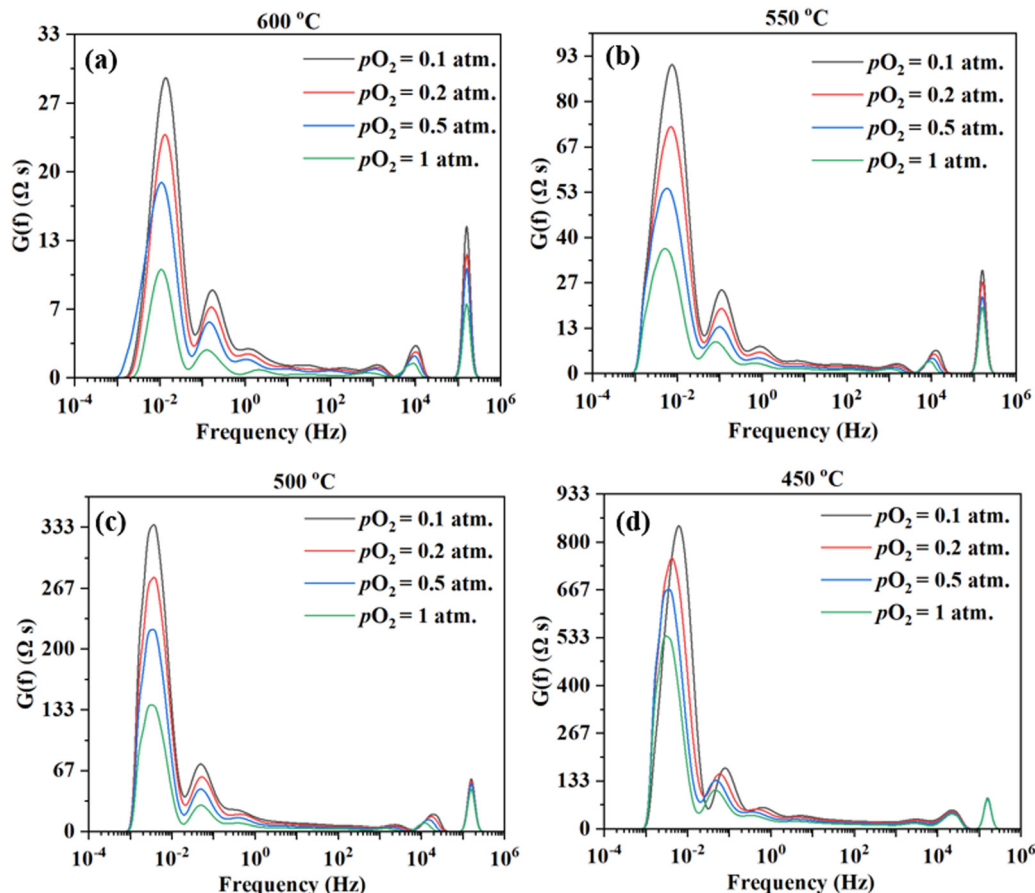 600 °C
(a)
pO₂ = 0.1 atm.
pO₂ = 0.2 atm.
pO₂ = 0.5 atm.
pO₂ = 1 atm.
33
27
20
13
7
0
G(f) (Ω s)
10⁻⁴ 10⁻² 10⁰ 10² 10⁴ 10⁶
Frequency (Hz)
550 °C
(b)
pO₂ = 0.1 atm.
pO₂ = 0.2 atm.
pO₂ = 0.5 atm.
pO₂ = 1 atm.
93
80
67
53
40
27
13
0
G(f) (Ω s)
10⁻⁴ 10⁻² 10⁰ 10² 10⁴ 10⁶
Frequency (Hz)
500 °C
(c)
pO₂ = 0.1 atm.
pO₂ = 0.2 atm.
pO₂ = 0.5 atm.
pO₂ = 1 atm.
333
267
200
133
67
0
G(f) (Ω s)
10⁻⁴ 10⁻² 10⁰ 10² 10⁴ 10⁶
Frequency (Hz)
450 °C
(d)
pO₂ = 0.1 atm.
pO₂ = 0.2 atm.
pO₂ = 0.5 atm.
pO₂ = 1 atm.
933
800
667
533
400
267
133
0
G(f) (Ω s)
10⁻⁴ 10⁻² 10⁰ 10² 10⁴ 10⁶
Frequency (Hz)